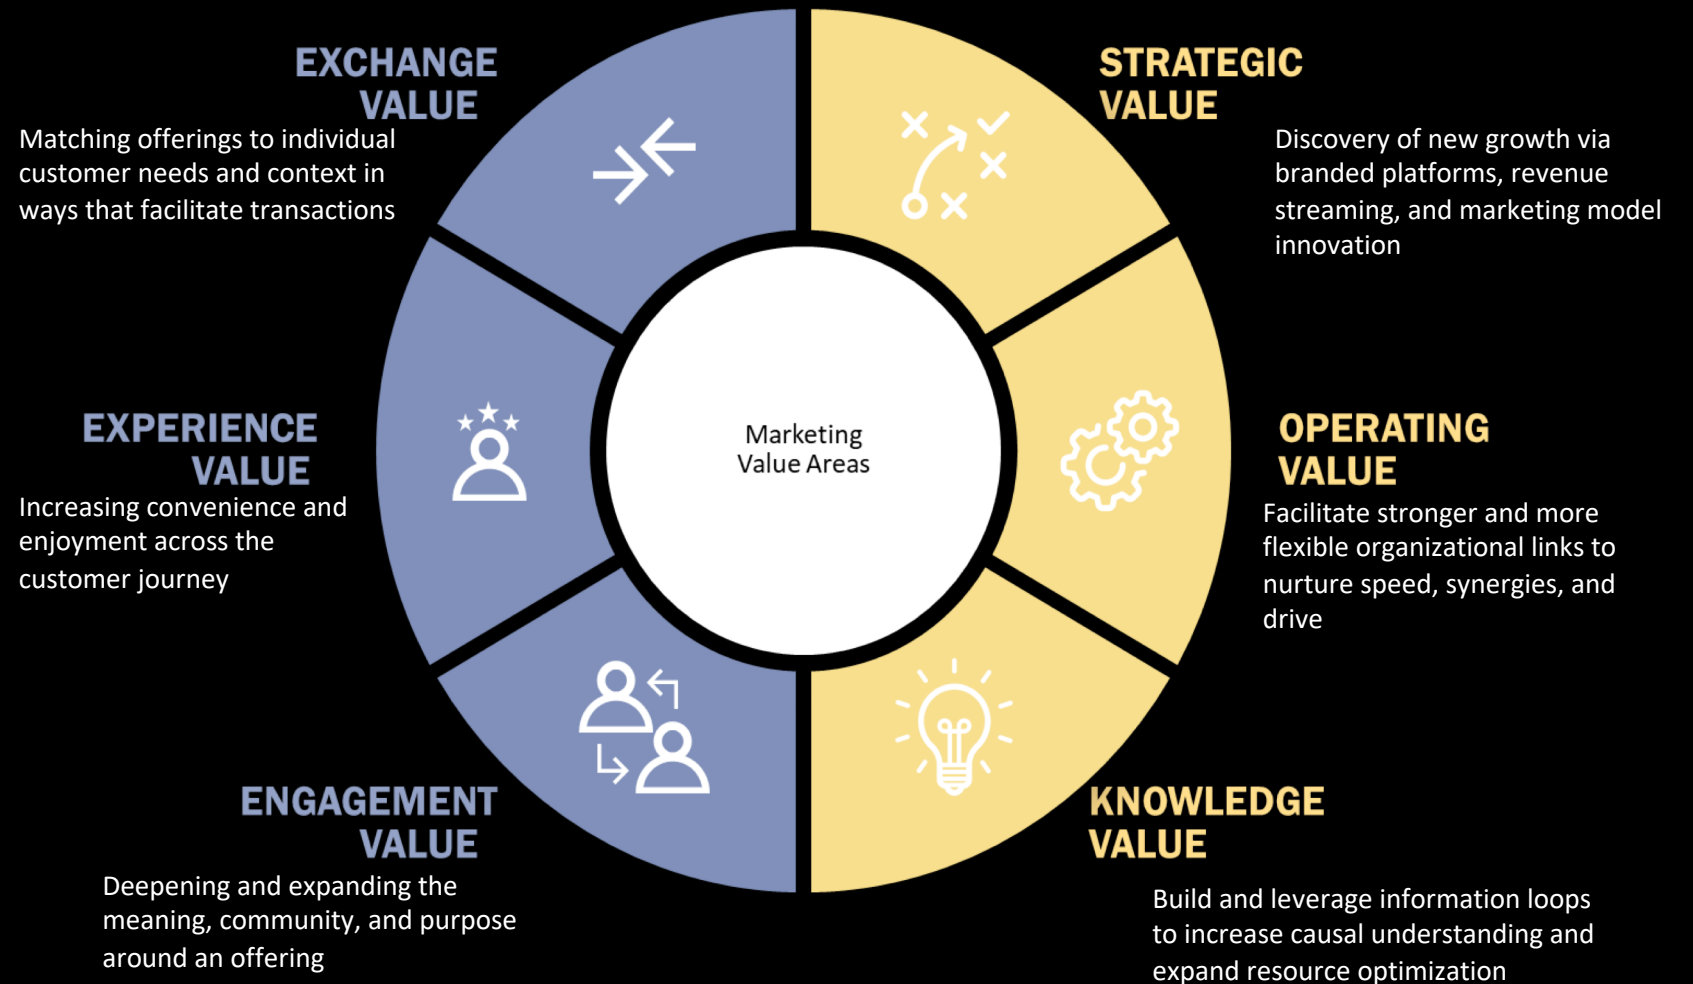 EXCHANGE
VALUE
Matching offerings to individual
customer needs and context in
ways that facilitate transactions
STRATEGIC
VALUE
Discovery of new growth via
branded platforms, revenue
streaming, and marketing model
innovation
EXPERIENCE
VALUE
Increasing convenience and
enjoyment across the
customer journey
Marketing
Value Areas
OPERATING
VALUE
Facilitate stronger and more
flexible organizational links to
nurture speed, synergies, and
drive
ENGAGEMENT
VALUE
Deepening and expanding the
meaning, community, and purpose
around an offering
KNOWLEDGE
VALUE
Build and leverage information loops
to increase causal understanding and
expand resource optimization